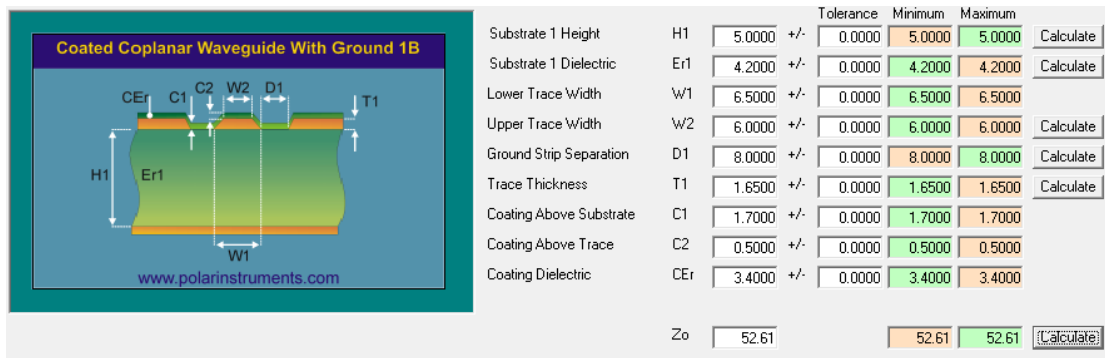 Tolerance Minimum Maximum
Coated Coplanar Waveguide With Ground 1B
CEr C1 C2 W2 D1 T1
H1 Er1
W1
www.polarinstruments.com
Substrate 1 Height H1 5.0000 +/- 0.0000 5.0000 5.0000 Calculate
Substrate 1 Dielectric Er1 4.2000 +/- 0.0000 4.2000 4.2000 Calculate
Lower Trace Width W1 6.5000 +/- 0.0000 6.5000 6.5000
Upper Trace Width W2 6.0000 +/- 0.0000 6.0000 6.0000 Calculate
Ground Strip Separation D1 8.0000 +/- 0.0000 8.0000 8.0000 Calculate
Trace Thickness T1 1.6500 +/- 0.0000 1.6500 1.6500 Calculate
Coating Above Substrate C1 1.7000 +/- 0.0000 1.7000 1.7000
Coating Above Trace C2 0.5000 +/- 0.0000 0.5000 0.5000
Coating Dielectric CEr 3.4000 +/- 0.0000 3.4000 3.4000
Zo 52.61 52.61 52.61 Calculate